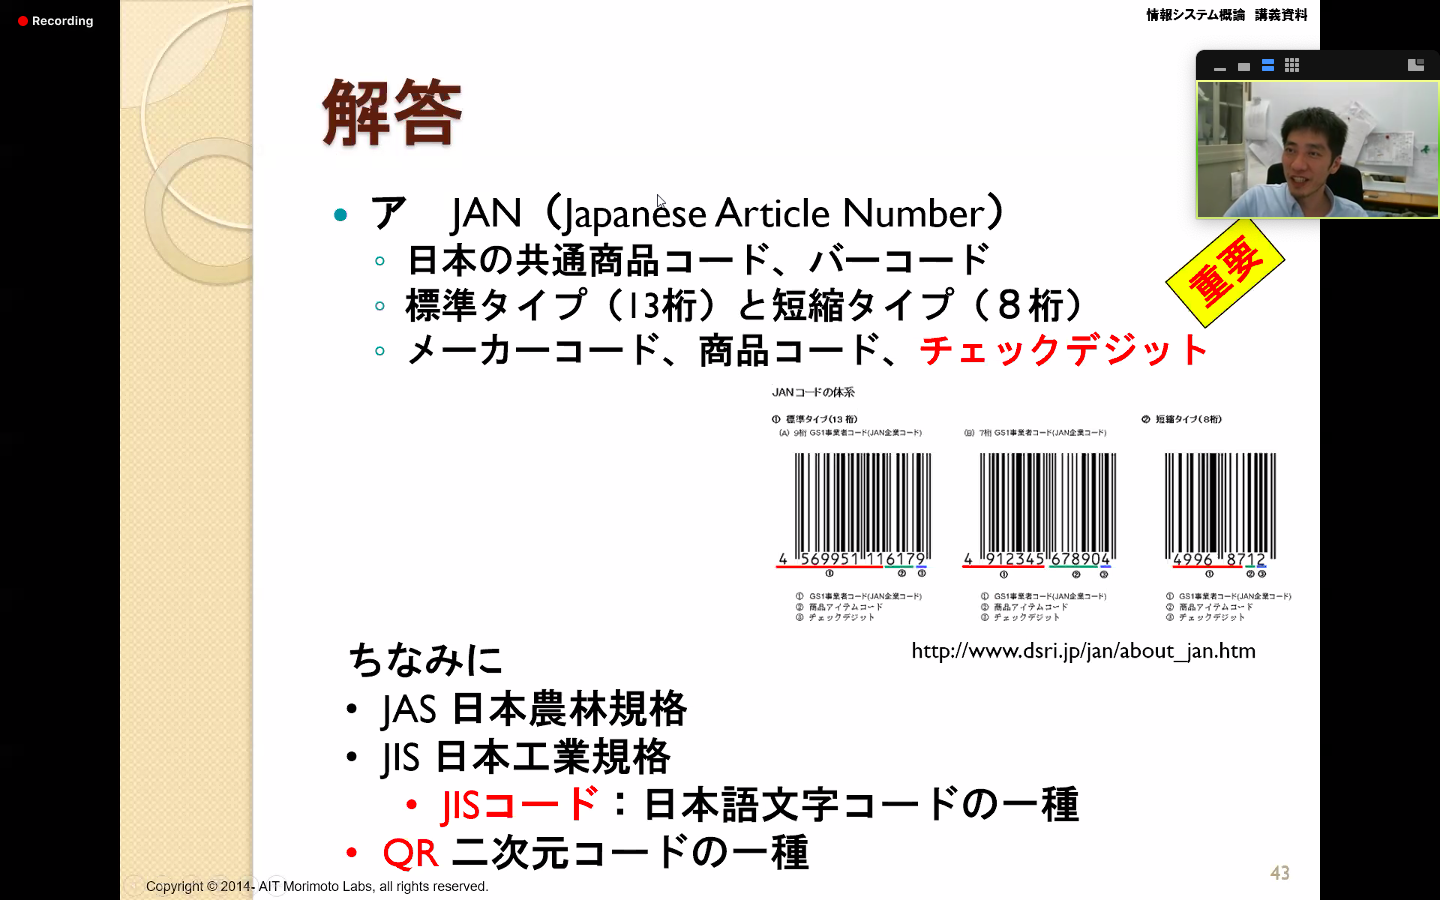 Recording
情報システム概論 講義資料
解答
• ア JAN（Japanese Article Number）
◦ 日本の共通商品コード、バーコード
◦ 標準タイプ（13桁）と短縮タイプ（８桁）
◦ メーカーコード、商品コード、チェックデジット
重要
JANコードの体系
① 標準タイプ(13 桁)
② 短縮タイプ(8桁)
(A) 9桁 GS1事業者コード(JAN企業コード)
(B) 7桁 GS1事業者コード(JAN企業コード)
4 569951 116179
4 912345 678904
4996 8712
① ② ③
① ② ③
① ② ③
① GS1事業者コード(JAN企業コード)
② 商品アイテムコード
③ チェックデジット
① GS1事業者コード(JAN企業コード)
② 商品アイテムコード
③ チェックデジット
① GS1事業者コード(JAN企業コード)
② 商品アイテムコード
③ チェックデジット
http://www.dsri.jp/jan/about_jan.htm
ちなみに
• JAS 日本農林規格
• JIS 日本工業規格
• JISコード：日本語文字コードの一種
• QR 二次元コードの一種
Copyright © 2014- AIT Morimoto Labs, all rights reserved.
43